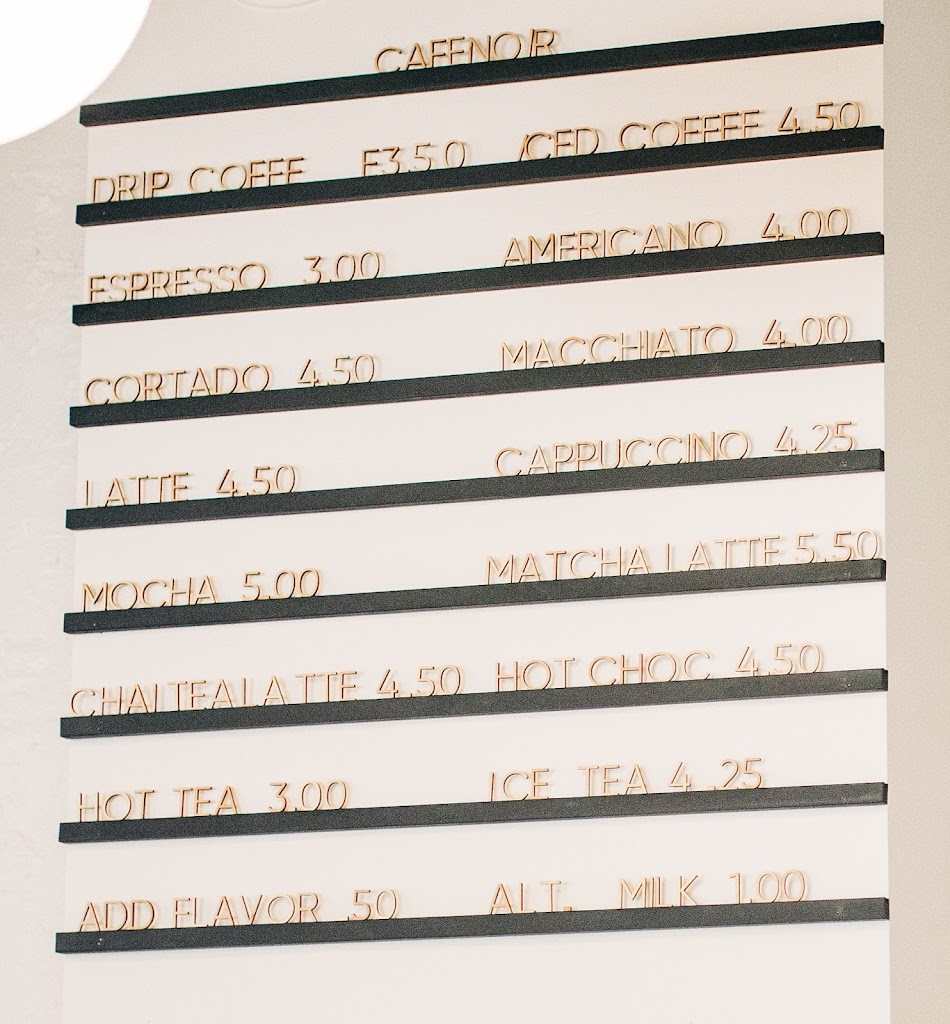 CAFENOIR
DRIP COFFE E3.50 ICED COFFEE 4.50
ESPRESSO 3.00 AMERICANO 4.00
CORTADO 4.50 MACCHIATO 4.00
LATTE 4.50 CAPPUCCINO 4.25
MOCHA 5.00 MATCHA LATTE 5.50
CHAI TEA LATTE 4.50 HOT CHOC 4.50
HOT TEA 3.00 ICE TEA 4.25
ADD FLAVOR .50 ALT. MILK 1.00